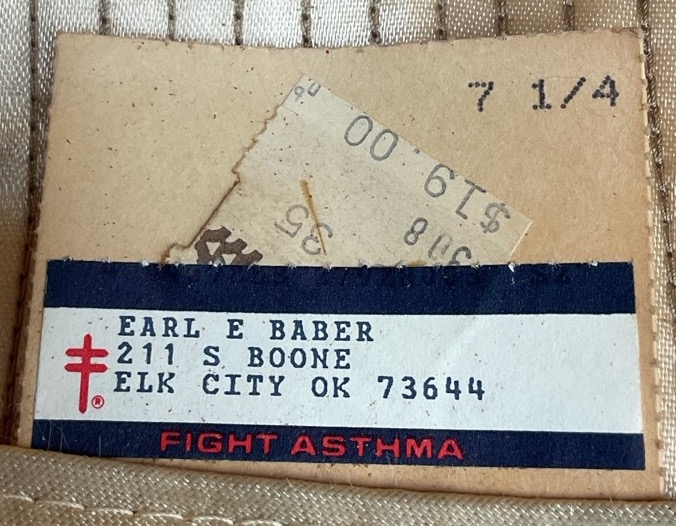 7 1/4
$19.00
308
35
EARL E BABER
211 S BOONE
ELK CITY OK 73644
®
FIGHT ASTHMA